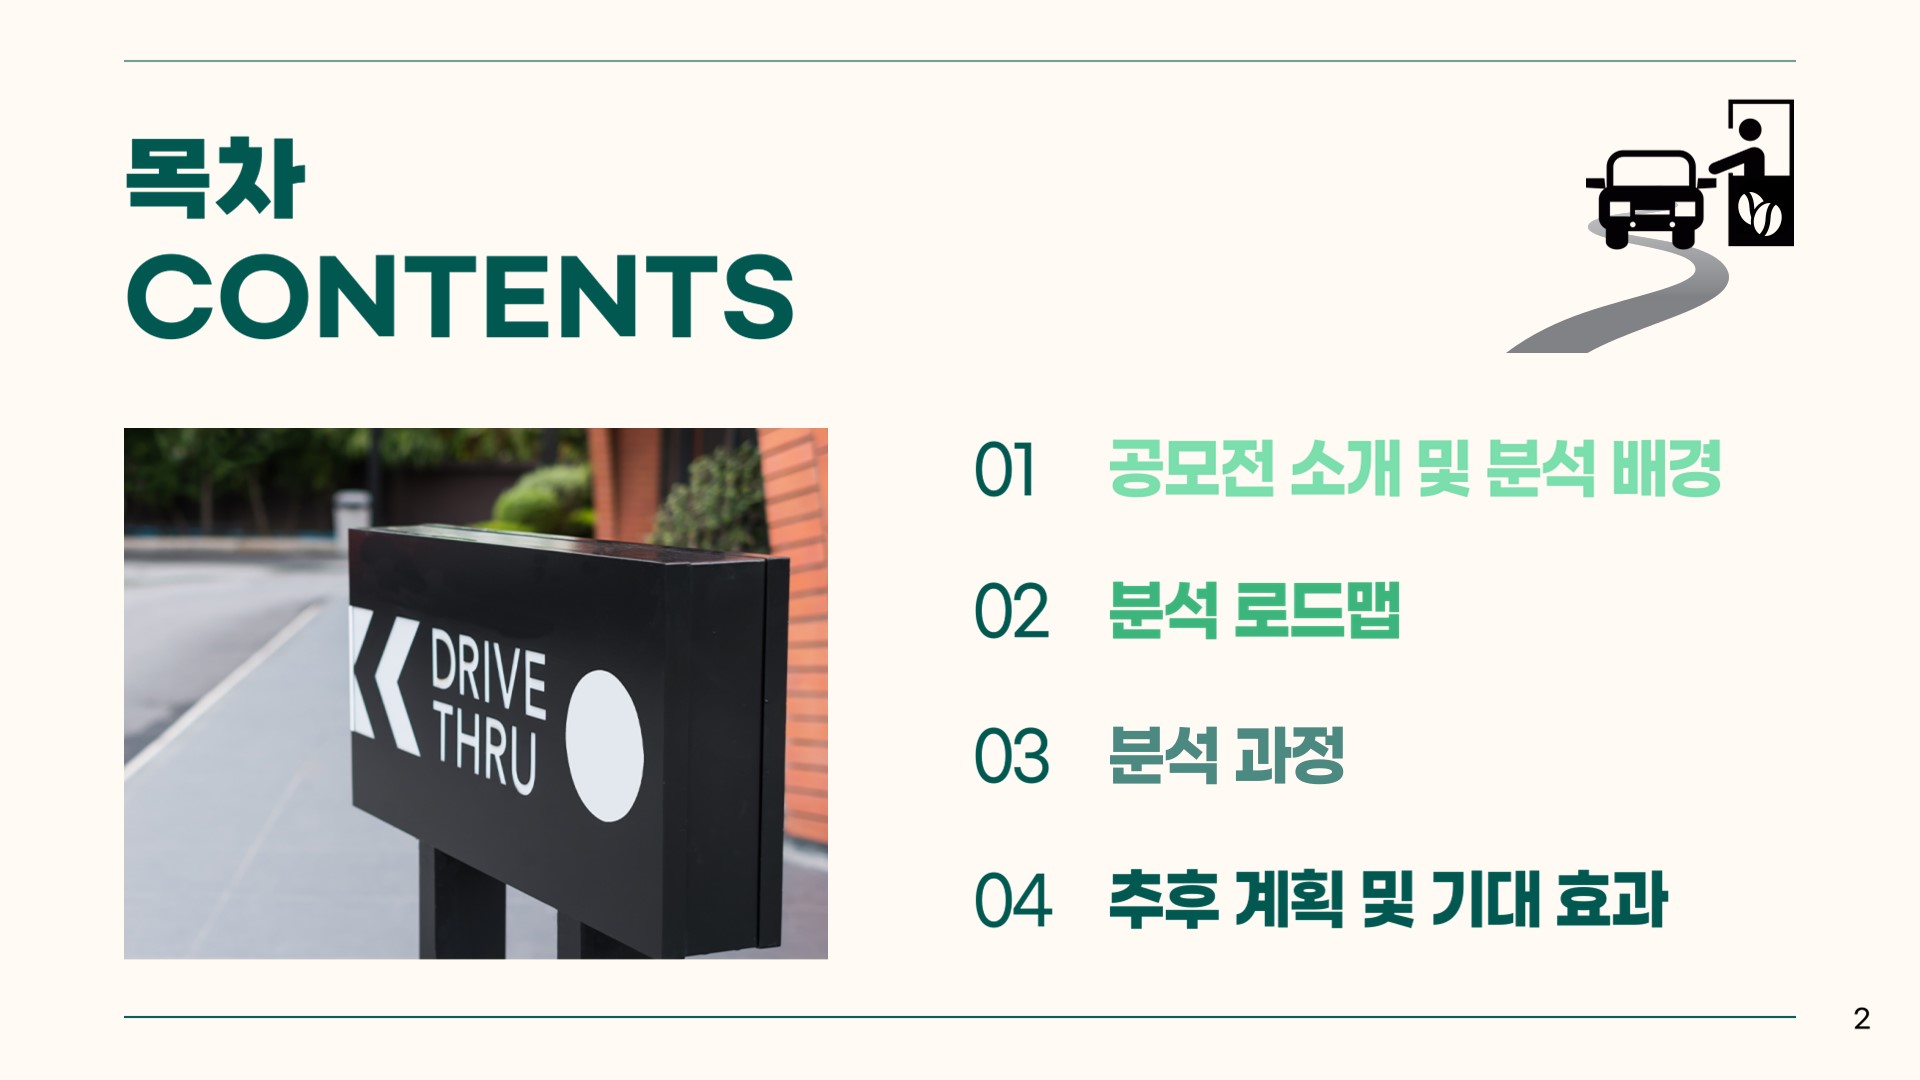 목차
CONTENTS
DRIVE
THRU
01 공모전 소개 및 분석 배경
02 분석 로드맵
03 분석 과정
04 추후 계획 및 기대 효과
2